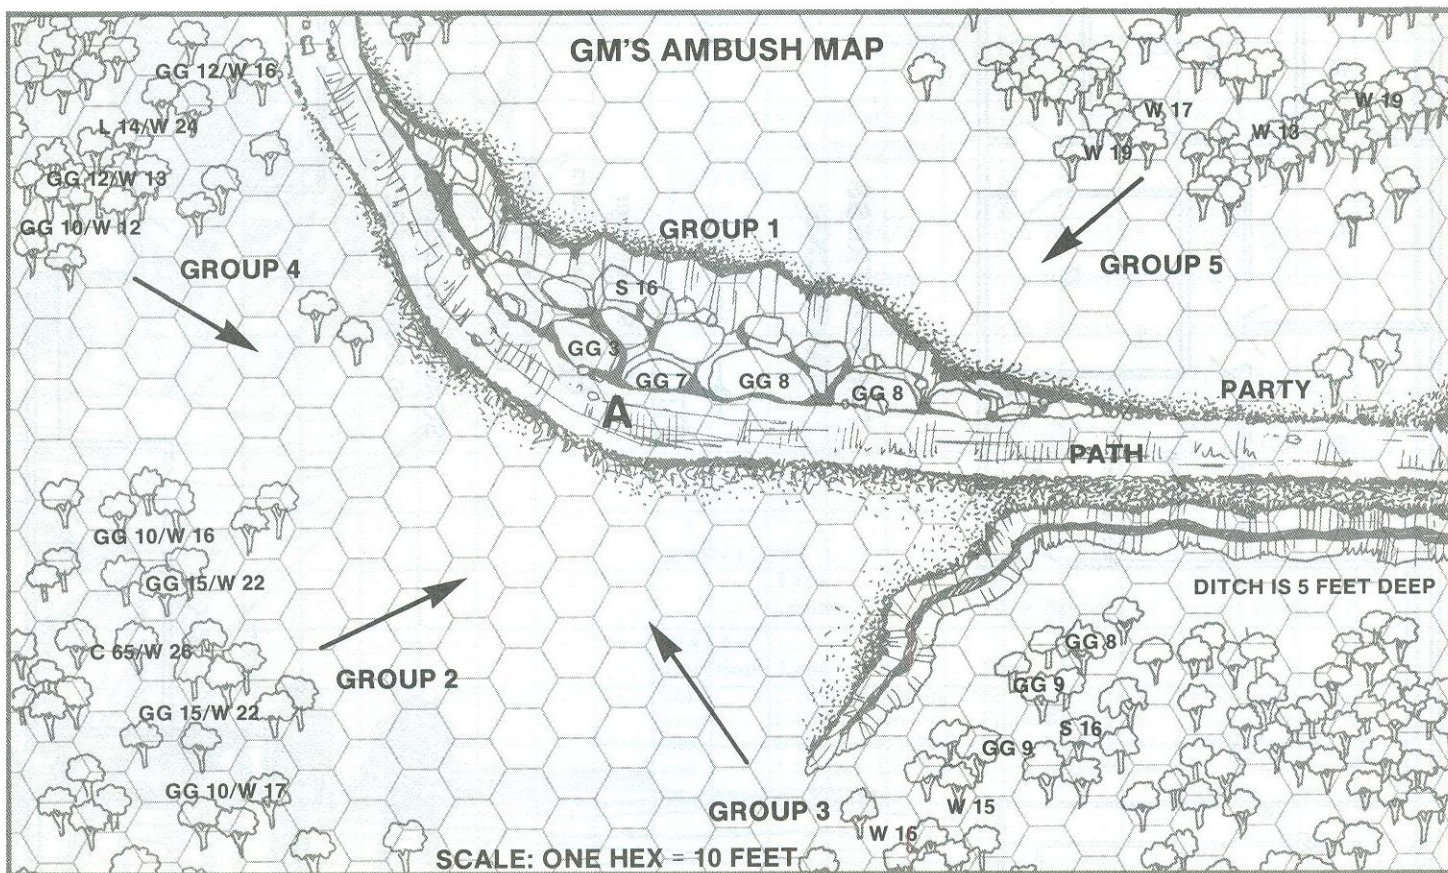 GM'S AMBUSH MAP
GG 12/W 16
L 14/W 24
GG 12/W 13
GG 10/W 12
GROUP 4
GROUP 1
S 16
GG 3
GG 7
GG 8
GG 8
A
W 19
W 17
W 13
W 19
GROUP 5
PARTY
PATH
DITCH IS 5 FEET DEEP
GG 10/W 16
GG 15/W 22
C 65/W 26
GG 15/W 22
GG 10/W 17
GROUP 2
GROUP 3
GG 8
GG 9
S 16
GG 9
W 15
W 16
SCALE: ONE HEX = 10 FEET